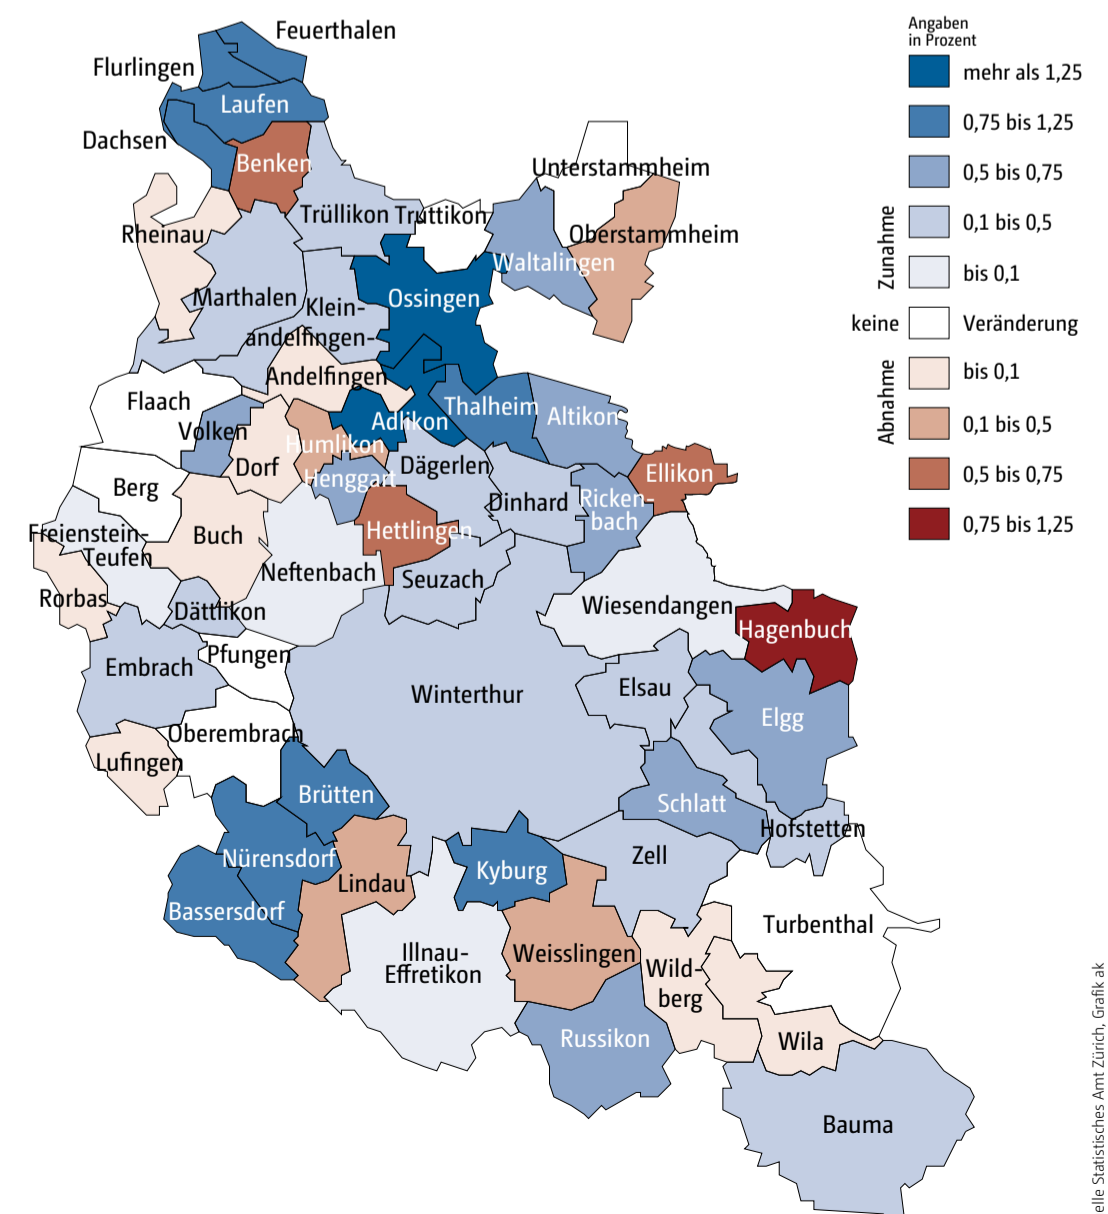 Angaben
in Prozent
mehr als 1,25
0,75 bis 1,25
0,5 bis 0,75
0,1 bis 0,5
bis 0,1
Zunahme
keine Veränderung
bis 0,1
0,1 bis 0,5
0,5 bis 0,75
0,75 bis 1,25
Abnahme
Feuerthalen
Flurlingen
Laufen
Dachsen
Benken
Unterstammheim
Trüllikon
Truttikon
Rheinau
Oberstammheim
Waltalingen
Marthalen
Ossingen
Klein-
andelfingen-
Andelfingen
Flaach
Thalheim
Altikon
Adlikon
Volken
Humlikon
Dorf
Dägerlen
Henggart
Ellikon
Berg
Dinhard
Ricken-
bach
Hettlingen
Freienstein-
Teufen
Buch
Neftenbach
Seuzach
Rorbas
Dättlikon
Wiesendangen
Hagenbuch
Pfungen
Embrach
Winterthur
Elsau
Elgg
Oberembrach
Lufingen
Brütten
Schlatt
Hofstetten
Nürensdorf
Zell
Kyburg
Lindau
Bassersdorf
Turbenthal
Illnau-
Effretikon
Weisslingen
Wild-
berg
Russikon
Wila
Bauma
elle Statistisches Amt Zürich, Grafik ak